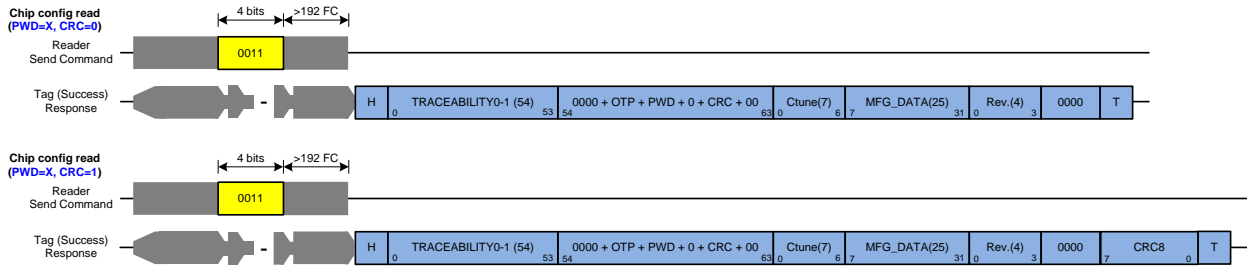 Chip config read
(PWD=X, CRC=0)
4 bits
>192 FC
Reader
Send Command
0011
Tag (Success)
Response
-
H
TRACEABILITY0-1 (54)
0000 + OTP + PWD + 0 + CRC + 00
Ctune(7)
MFG_DATA(25)
Rev.(4)
0000
T
0
53
54
63
0
6
7
31
0
3
Chip config read
(PWD=X, CRC=1)
4 bits
>192 FC
Reader
Send Command
0011
Tag (Success)
Response
-
H
TRACEABILITY0-1 (54)
0000 + OTP + PWD + 0 + CRC + 00
Ctune(7)
MFG_DATA(25)
Rev.(4)
0000
CRC8
T
0
53
54
63
0
6
7
31
0
3
7
0